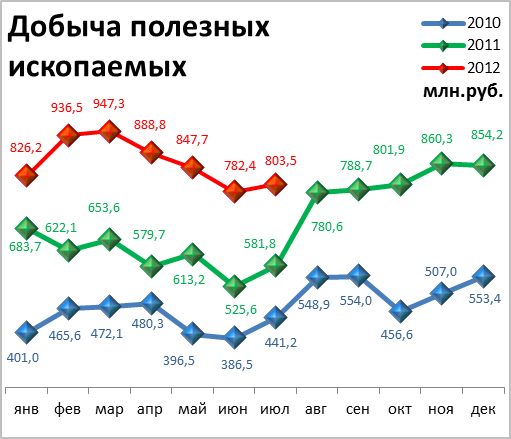 Добыча полезных
ископаемых
2010
2011
2012
млн.руб.
826,2 936,5 947,3 888,8 847,7 782,4 803,5
683,7 622,1 653,6 579,7 613,2 525,6 581,8 780,6 788,7 801,9 860,3 854,2
401,0 465,6 472,1 480,3 396,5 386,5 441,2 548,9 554,0 456,6 507,0 553,4
янв фев мар апр май июн июл авг сен окт ноя дек